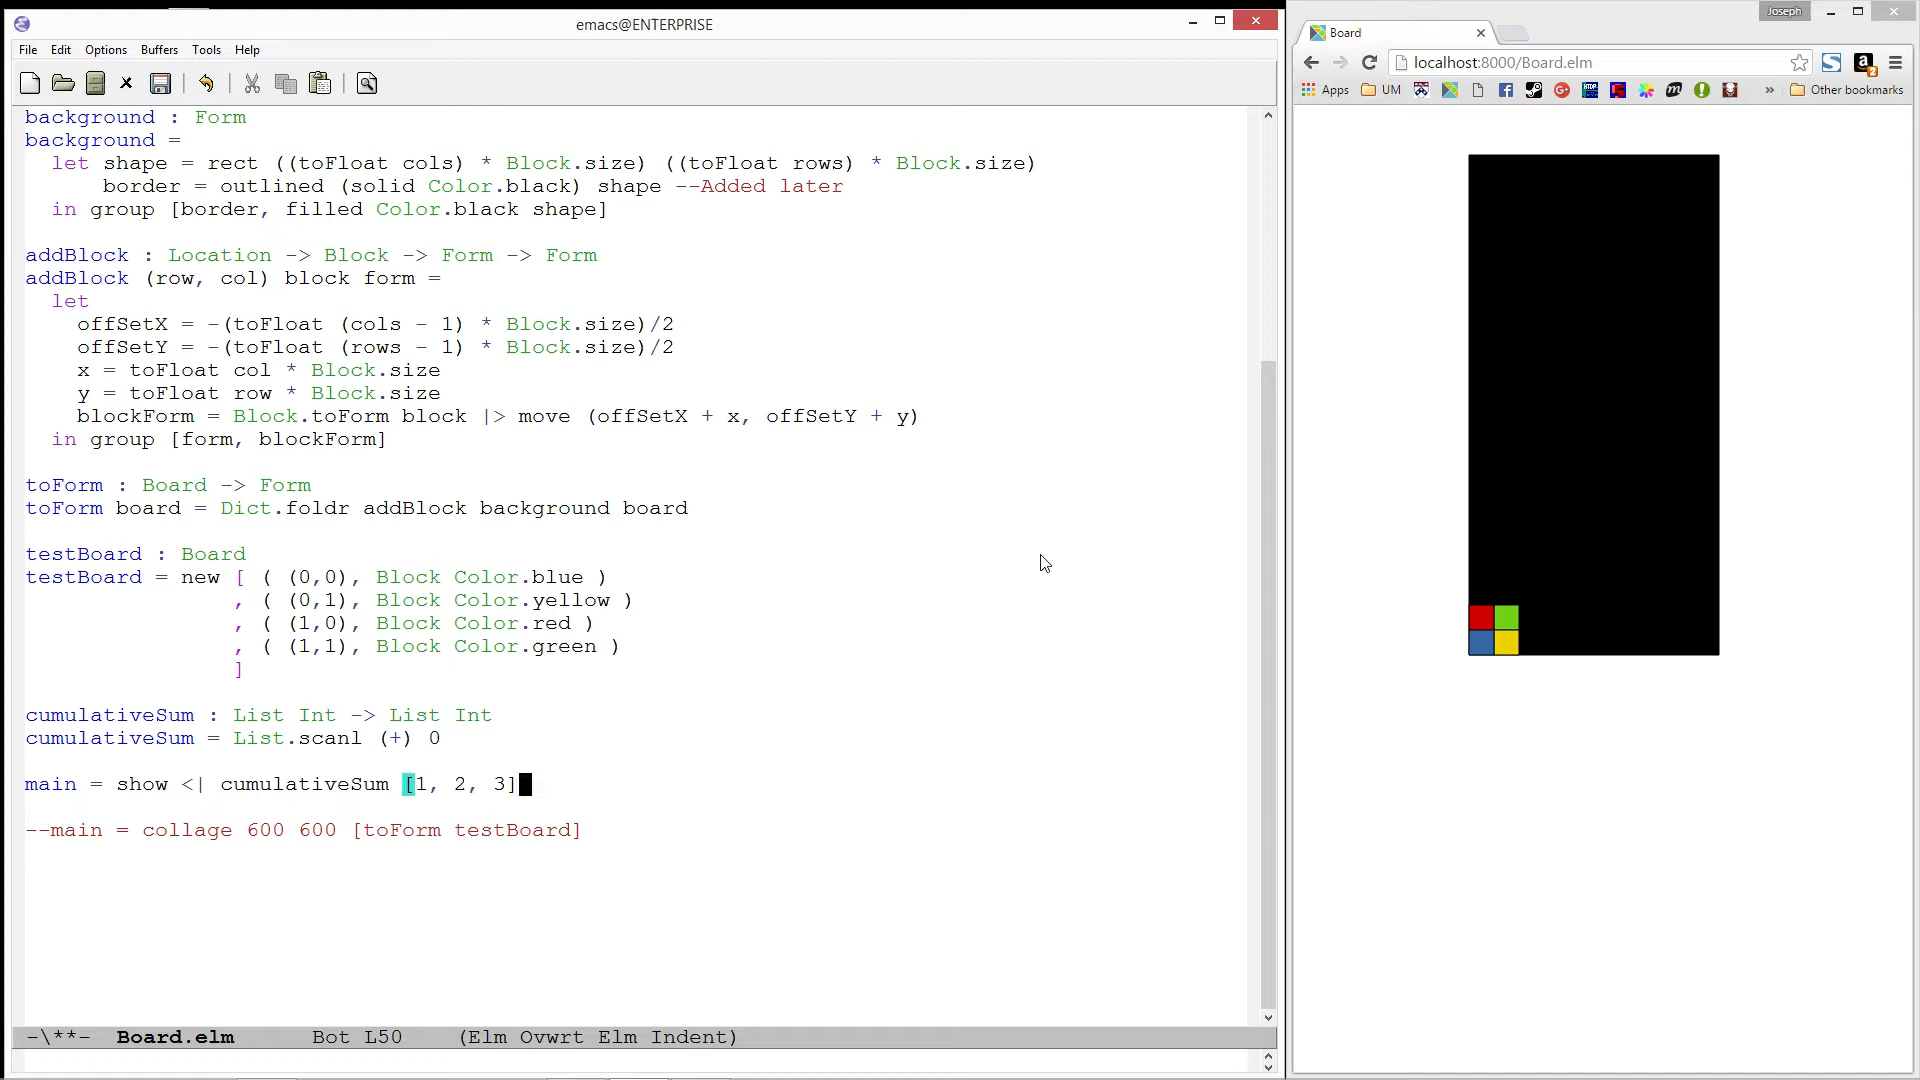 emacs@ENTERPRISE
File Edit Options Buffers Tools Help
background : Form
background =
  let shape = rect ((toFloat cols) * Block.size) ((toFloat rows) * Block.size)
      border = outlined (solid Color.black) shape --Added later
  in group [border, filled Color.black shape]
addBlock : Location -> Block -> Form -> Form
addBlock (row, col) block form =
  let
    offSetX = -(toFloat (cols - 1) * Block.size)/2
    offSetY = -(toFloat (rows - 1) * Block.size)/2
    x = toFloat col * Block.size
    y = toFloat row * Block.size
    blockForm = Block.toForm block |> move (offSetX + x, offSetY + y)
  in group [form, blockForm]
toForm : Board -> Form
toForm board = Dict.foldr addBlock background board
testBoard : Board
testBoard = new [ ( (0,0), Block Color.blue )
                , ( (0,1), Block Color.yellow )
                , ( (1,0), Block Color.red )
                , ( (1,1), Block Color.green )
                ]
cumulativeSum : List Int -> List Int
cumulativeSum = List.scanl (+) 0
main = show <| cumulativeSum [1, 2, 3]
--main = collage 600 600 [toForm testBoard]
-\**-  Board.elm      Bot L50    (Elm Ovwrt Elm Indent)
Joseph
Board
localhost:8000/Board.elm
Apps UM » Other bookmarks